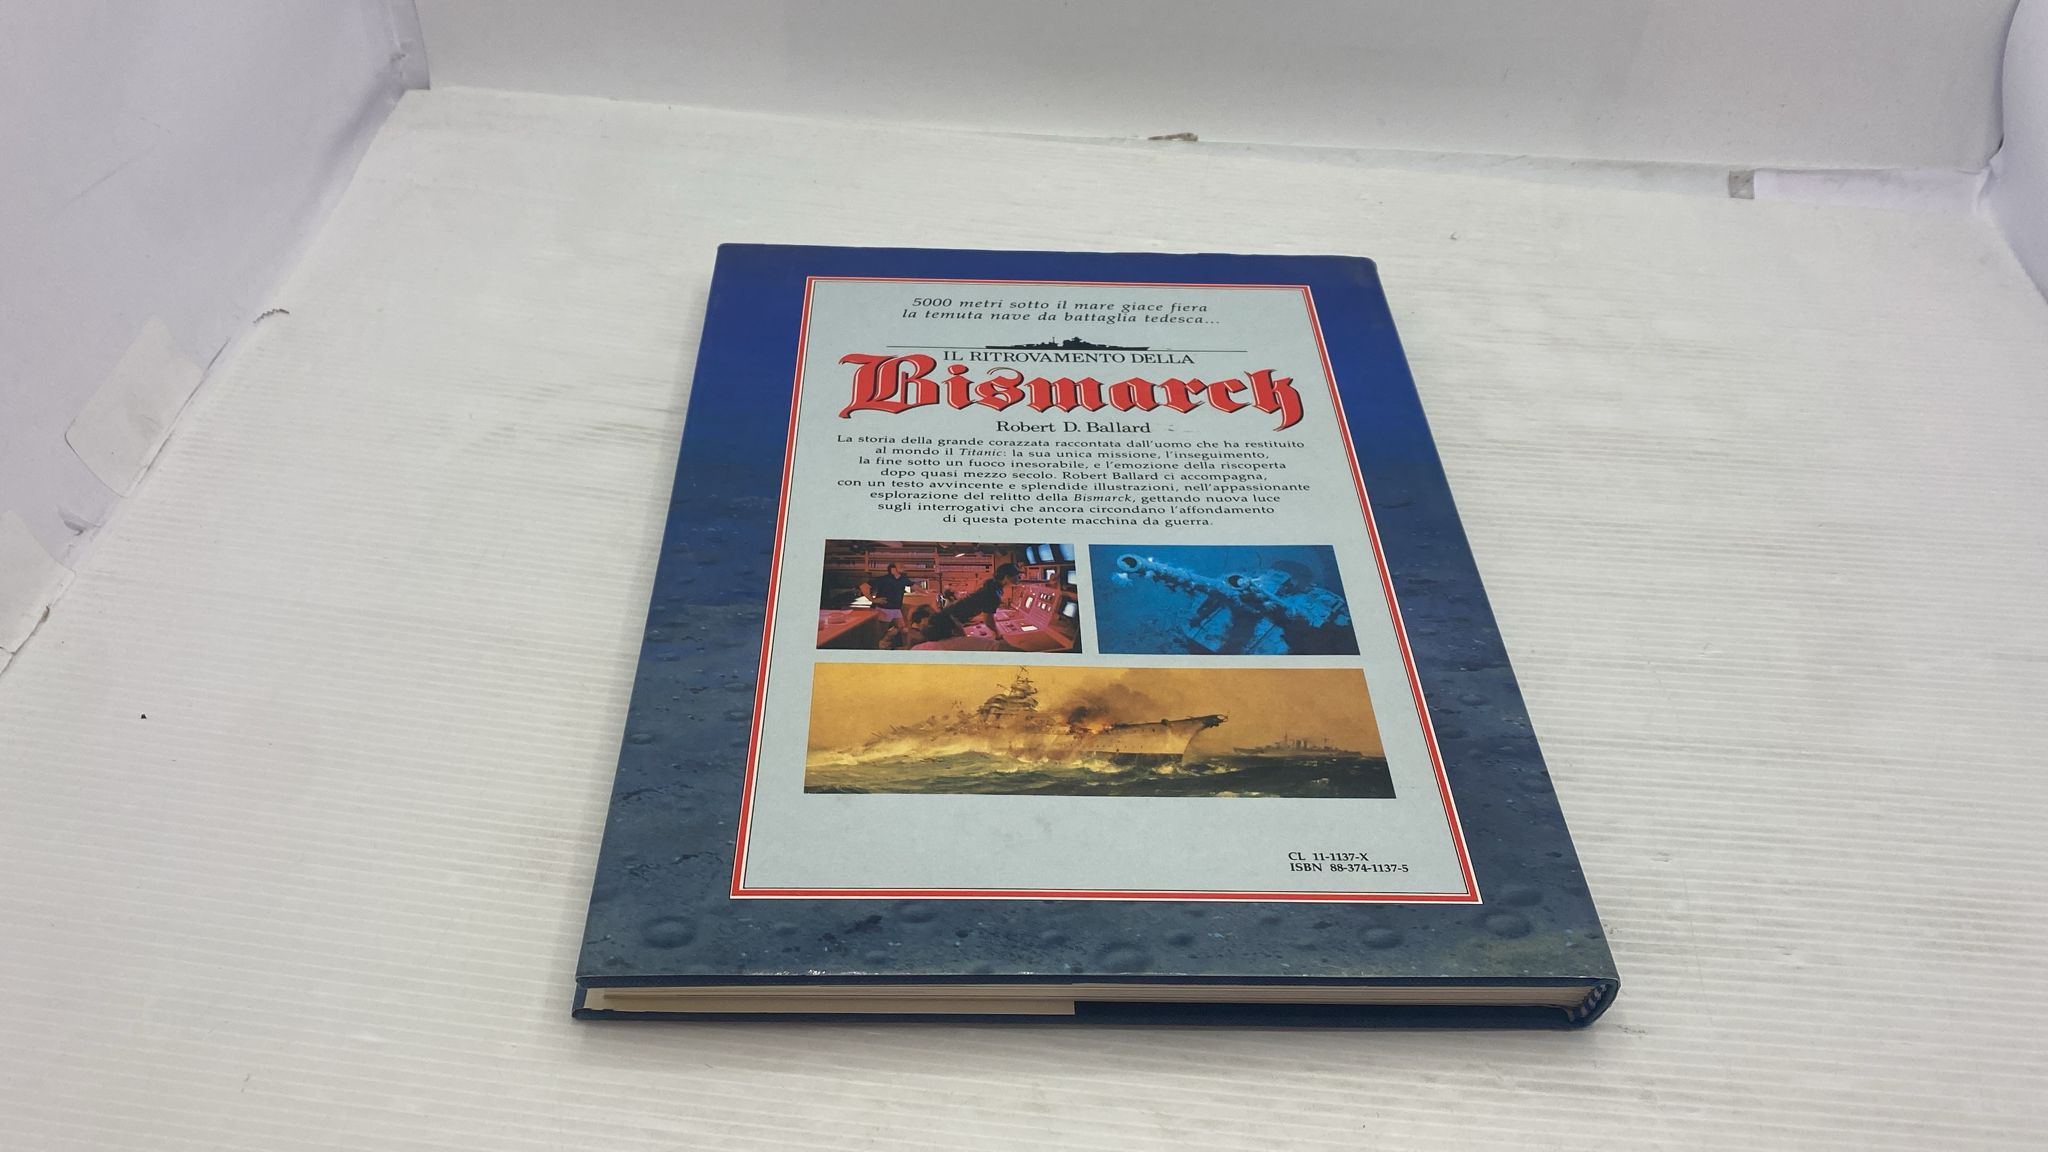 5000 metri sotto il mare giace fiera
la temuta nave da battaglia tedesca...
IL RITROVAMENTO DELLA
Bismarck
Robert D. Ballard
La storia della grande corazzata raccontata dall'uomo che ha restituito
al mondo il Titanic: la sua unica missione, l'inseguimento,
la fine sotto un fuoco inesorabile, e l'emozione della riscoperta
dopo quasi mezzo secolo. Robert Ballard ci accompagna,
con un testo avvincente e splendide illustrazioni, nell'appassionante
esplorazione del relitto della Bismarck, gettando nuova luce
sugli interrogativi che ancora circondano l'affondamento
di questa potente macchina da guerra.
CL 11-1137-X
ISBN 88-374-1137-5